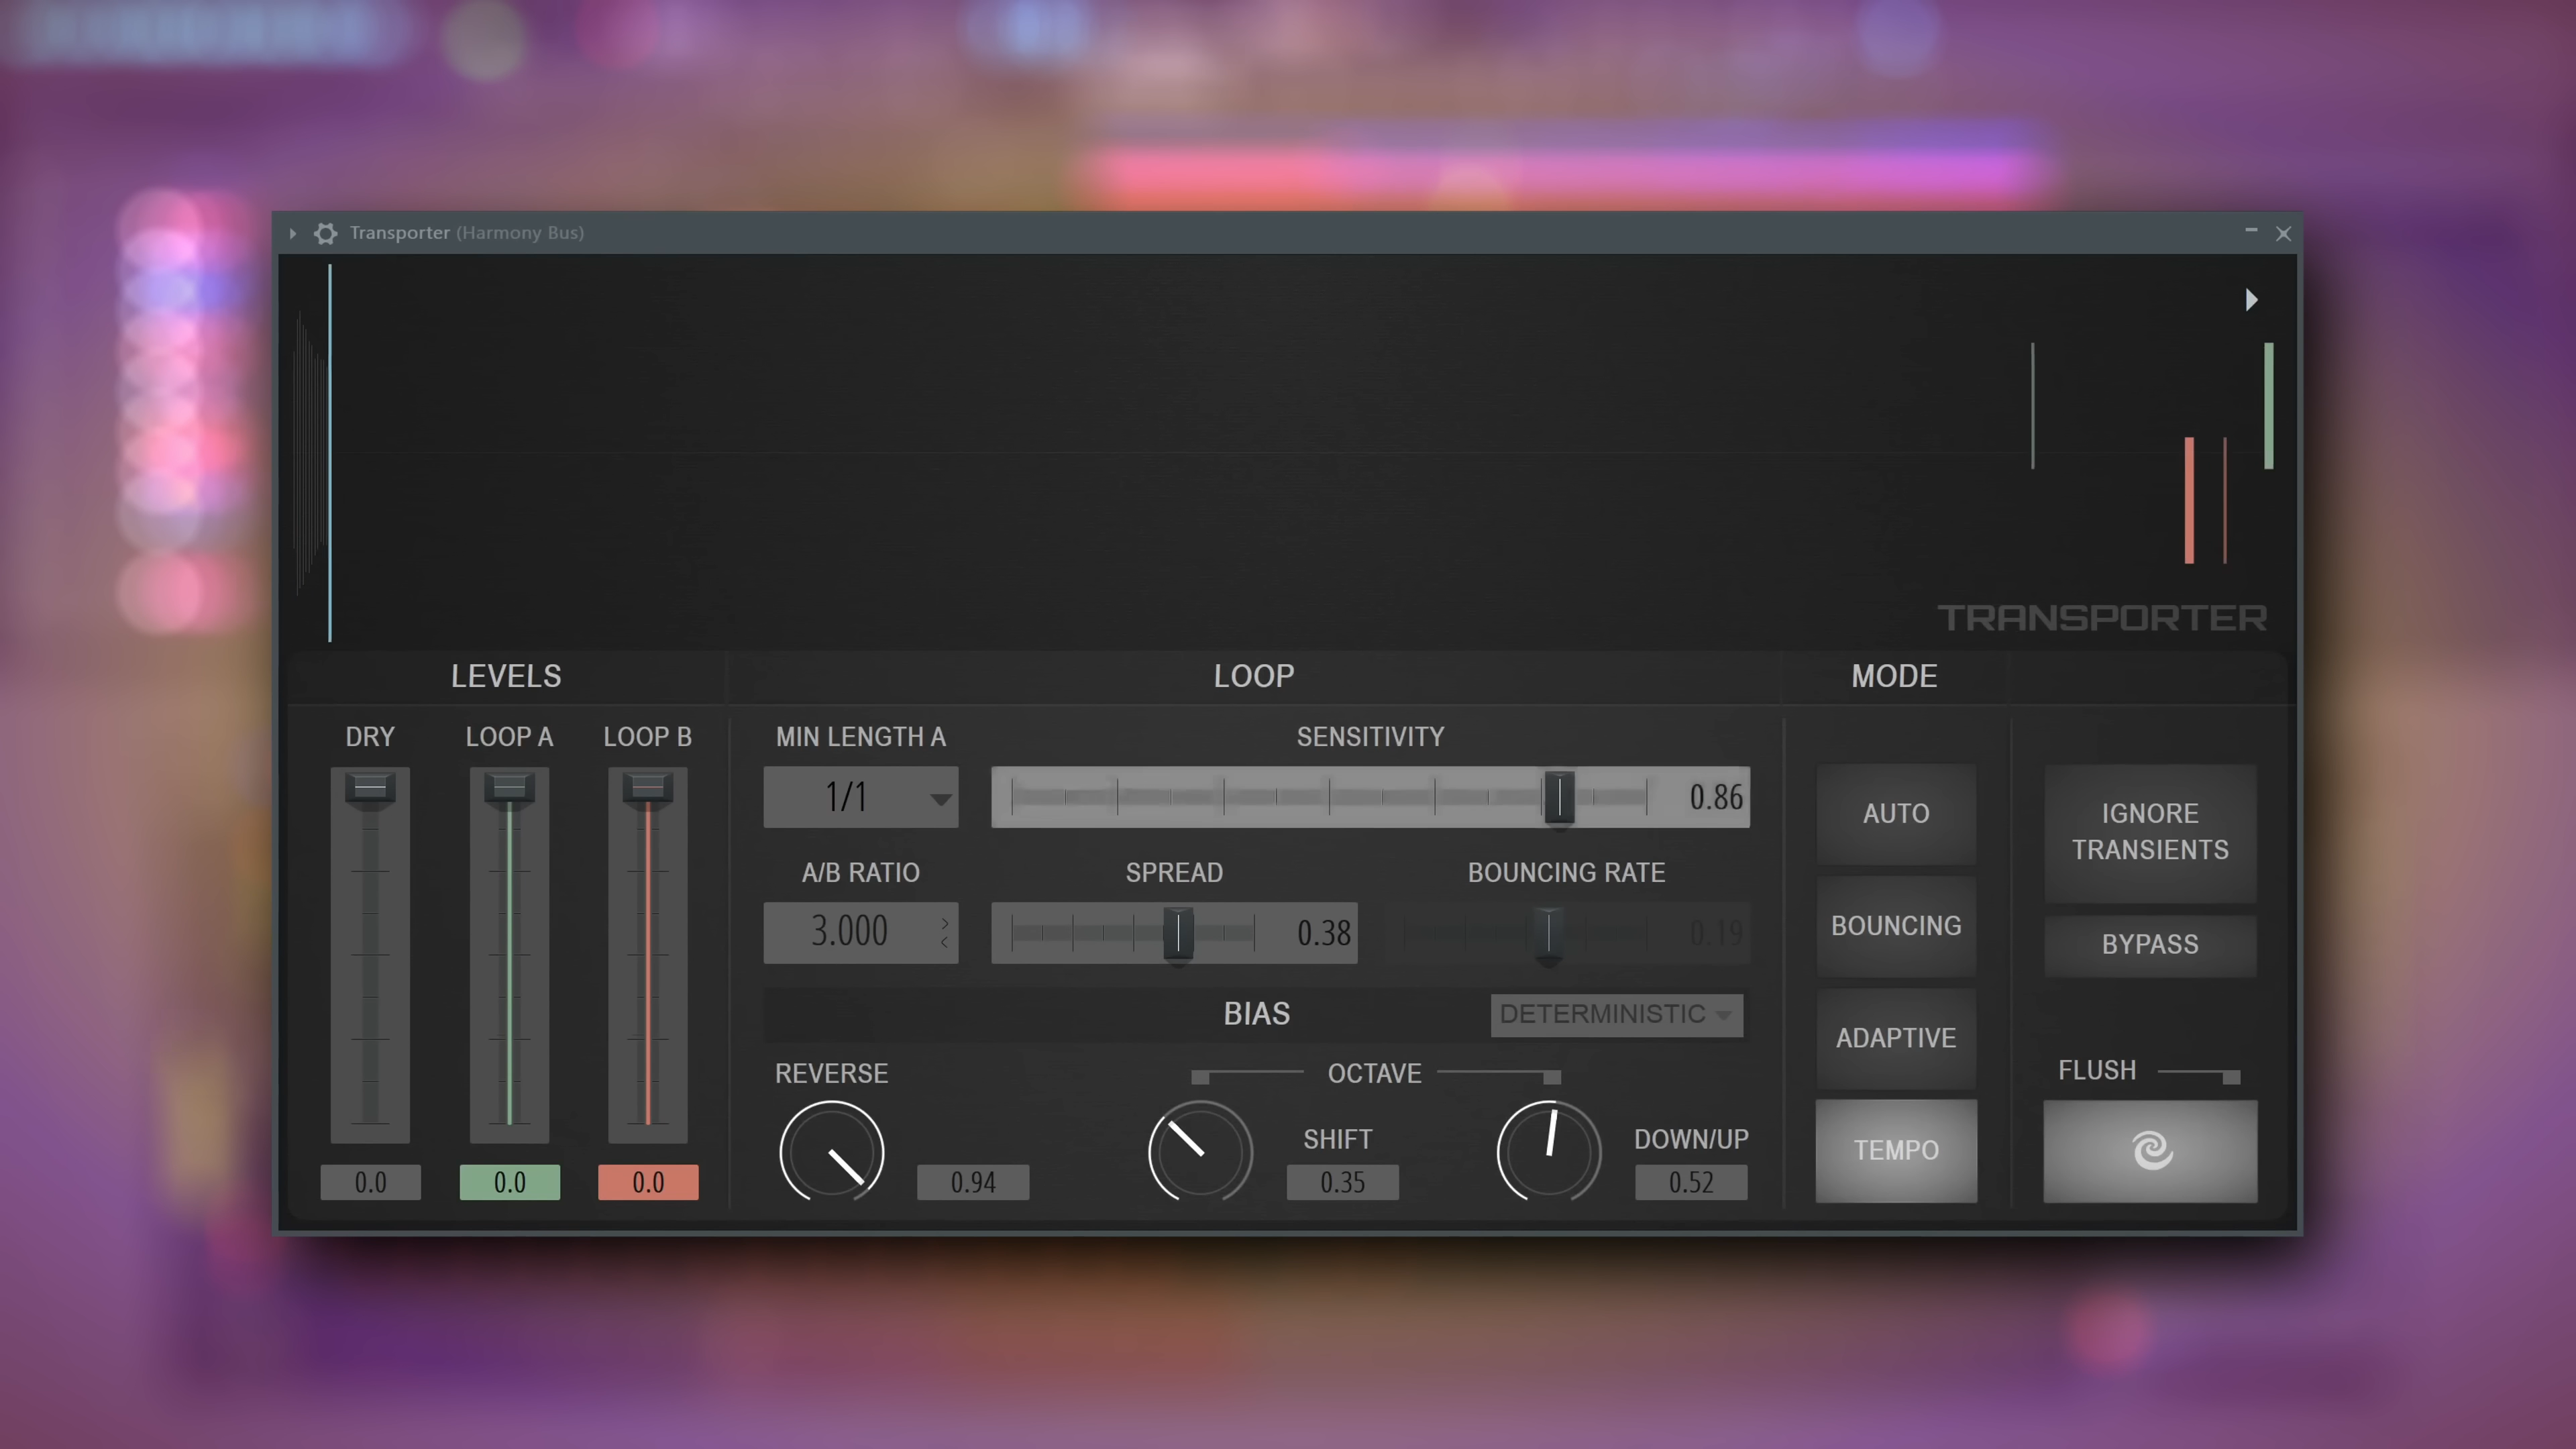 Transporter (Harmony Bus)
TRANSPORTER
LEVELS
LOOP
MODE
DRY
LOOP A
LOOP B
MIN LENGTH A
SENSITIVITY
1/1
0.86
AUTO
IGNORE
TRANSIENTS
A/B RATIO
SPREAD
BOUNCING RATE
3.000
0.38
0.19
BOUNCING
BYPASS
BIAS
DETERMINISTIC
ADAPTIVE
REVERSE
OCTAVE
FLUSH
SHIFT
DOWN/UP
TEMPO
0.0
0.0
0.0
0.94
0.35
0.52